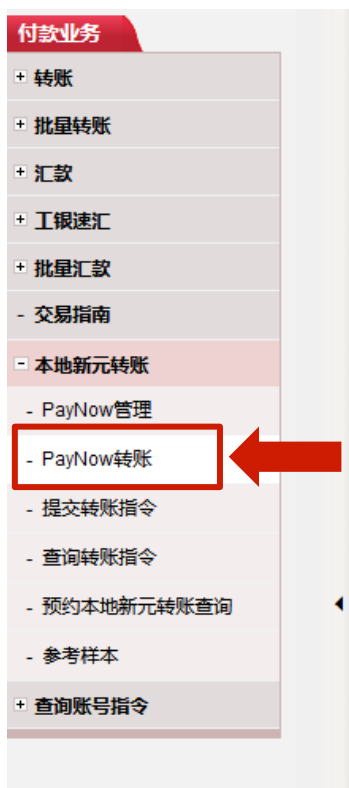 付款业务
转账
批量转账
汇款
工银速汇
批量汇款
- 交易指南
本地新元转账
- PayNow管理
- PayNow转账
- 提交转账指令
- 查询转账指令
- 预约本地新元转账查询
- 参考样本
查询账号指令